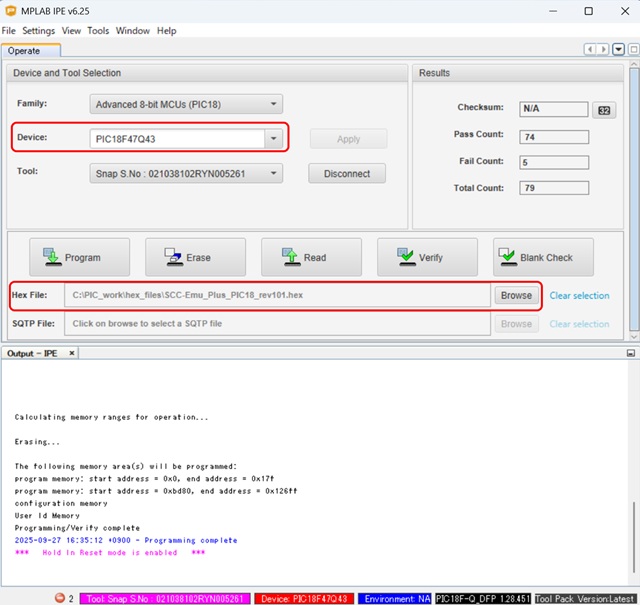 MPLAB IPE v6.25
File Settings View Tools Window Help
Operate
Device and Tool Selection
Results
Family: Advanced 8-bit MCUs (PIC18)
Checksum: N/A
32
Device: PIC18F47Q43 Apply
Pass Count: 74
Fail Count: 5
Tool: Snap S.No : 021038102RYN005261 Disconnect
Total Count: 79
Program Erase Read Verify Blank Check
Hex File: C:\PIC_work\hex_files\SCC-Emu_Plus_PIC18_rev101.hex Browse Clear selection
SQTP File: Click on browse to select a SQTP file Browse Clear selection
Output - IPE
Calculating memory ranges for operation...
Erasing...
The following memory area(s) will be programmed:
program memory: start address = 0x0, end address = 0x17f
program memory: start address = 0xbd80, end address = 0x126ff
configuration memory
User Id Memory
Programming/Verify complete
2025-09-27 16:35:12 +0900 - Programming complete
*** Hold In Reset mode is enabled ***
2 Tool: Snap S.No : 021038102RYN005261 Device: PIC18F47Q43 Environment: NA PIC18F-Q_DFP 1.28.451 Tool Pack Version:Latest